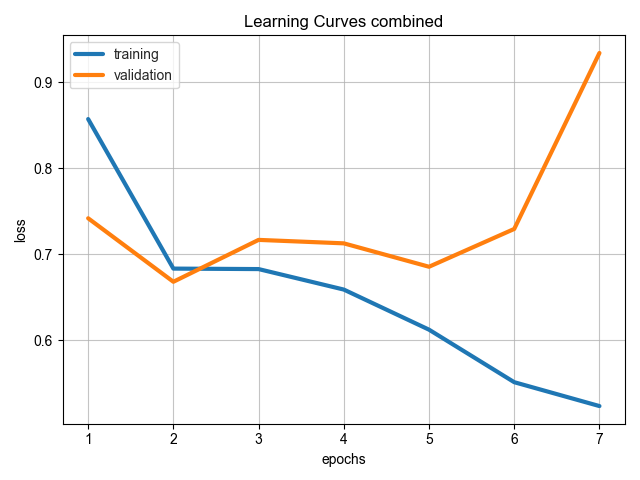 Learning Curves combined
training
validation
0.9
0.8
0.7
0.6
loss
1 2 3 4 5 6 7
epochs